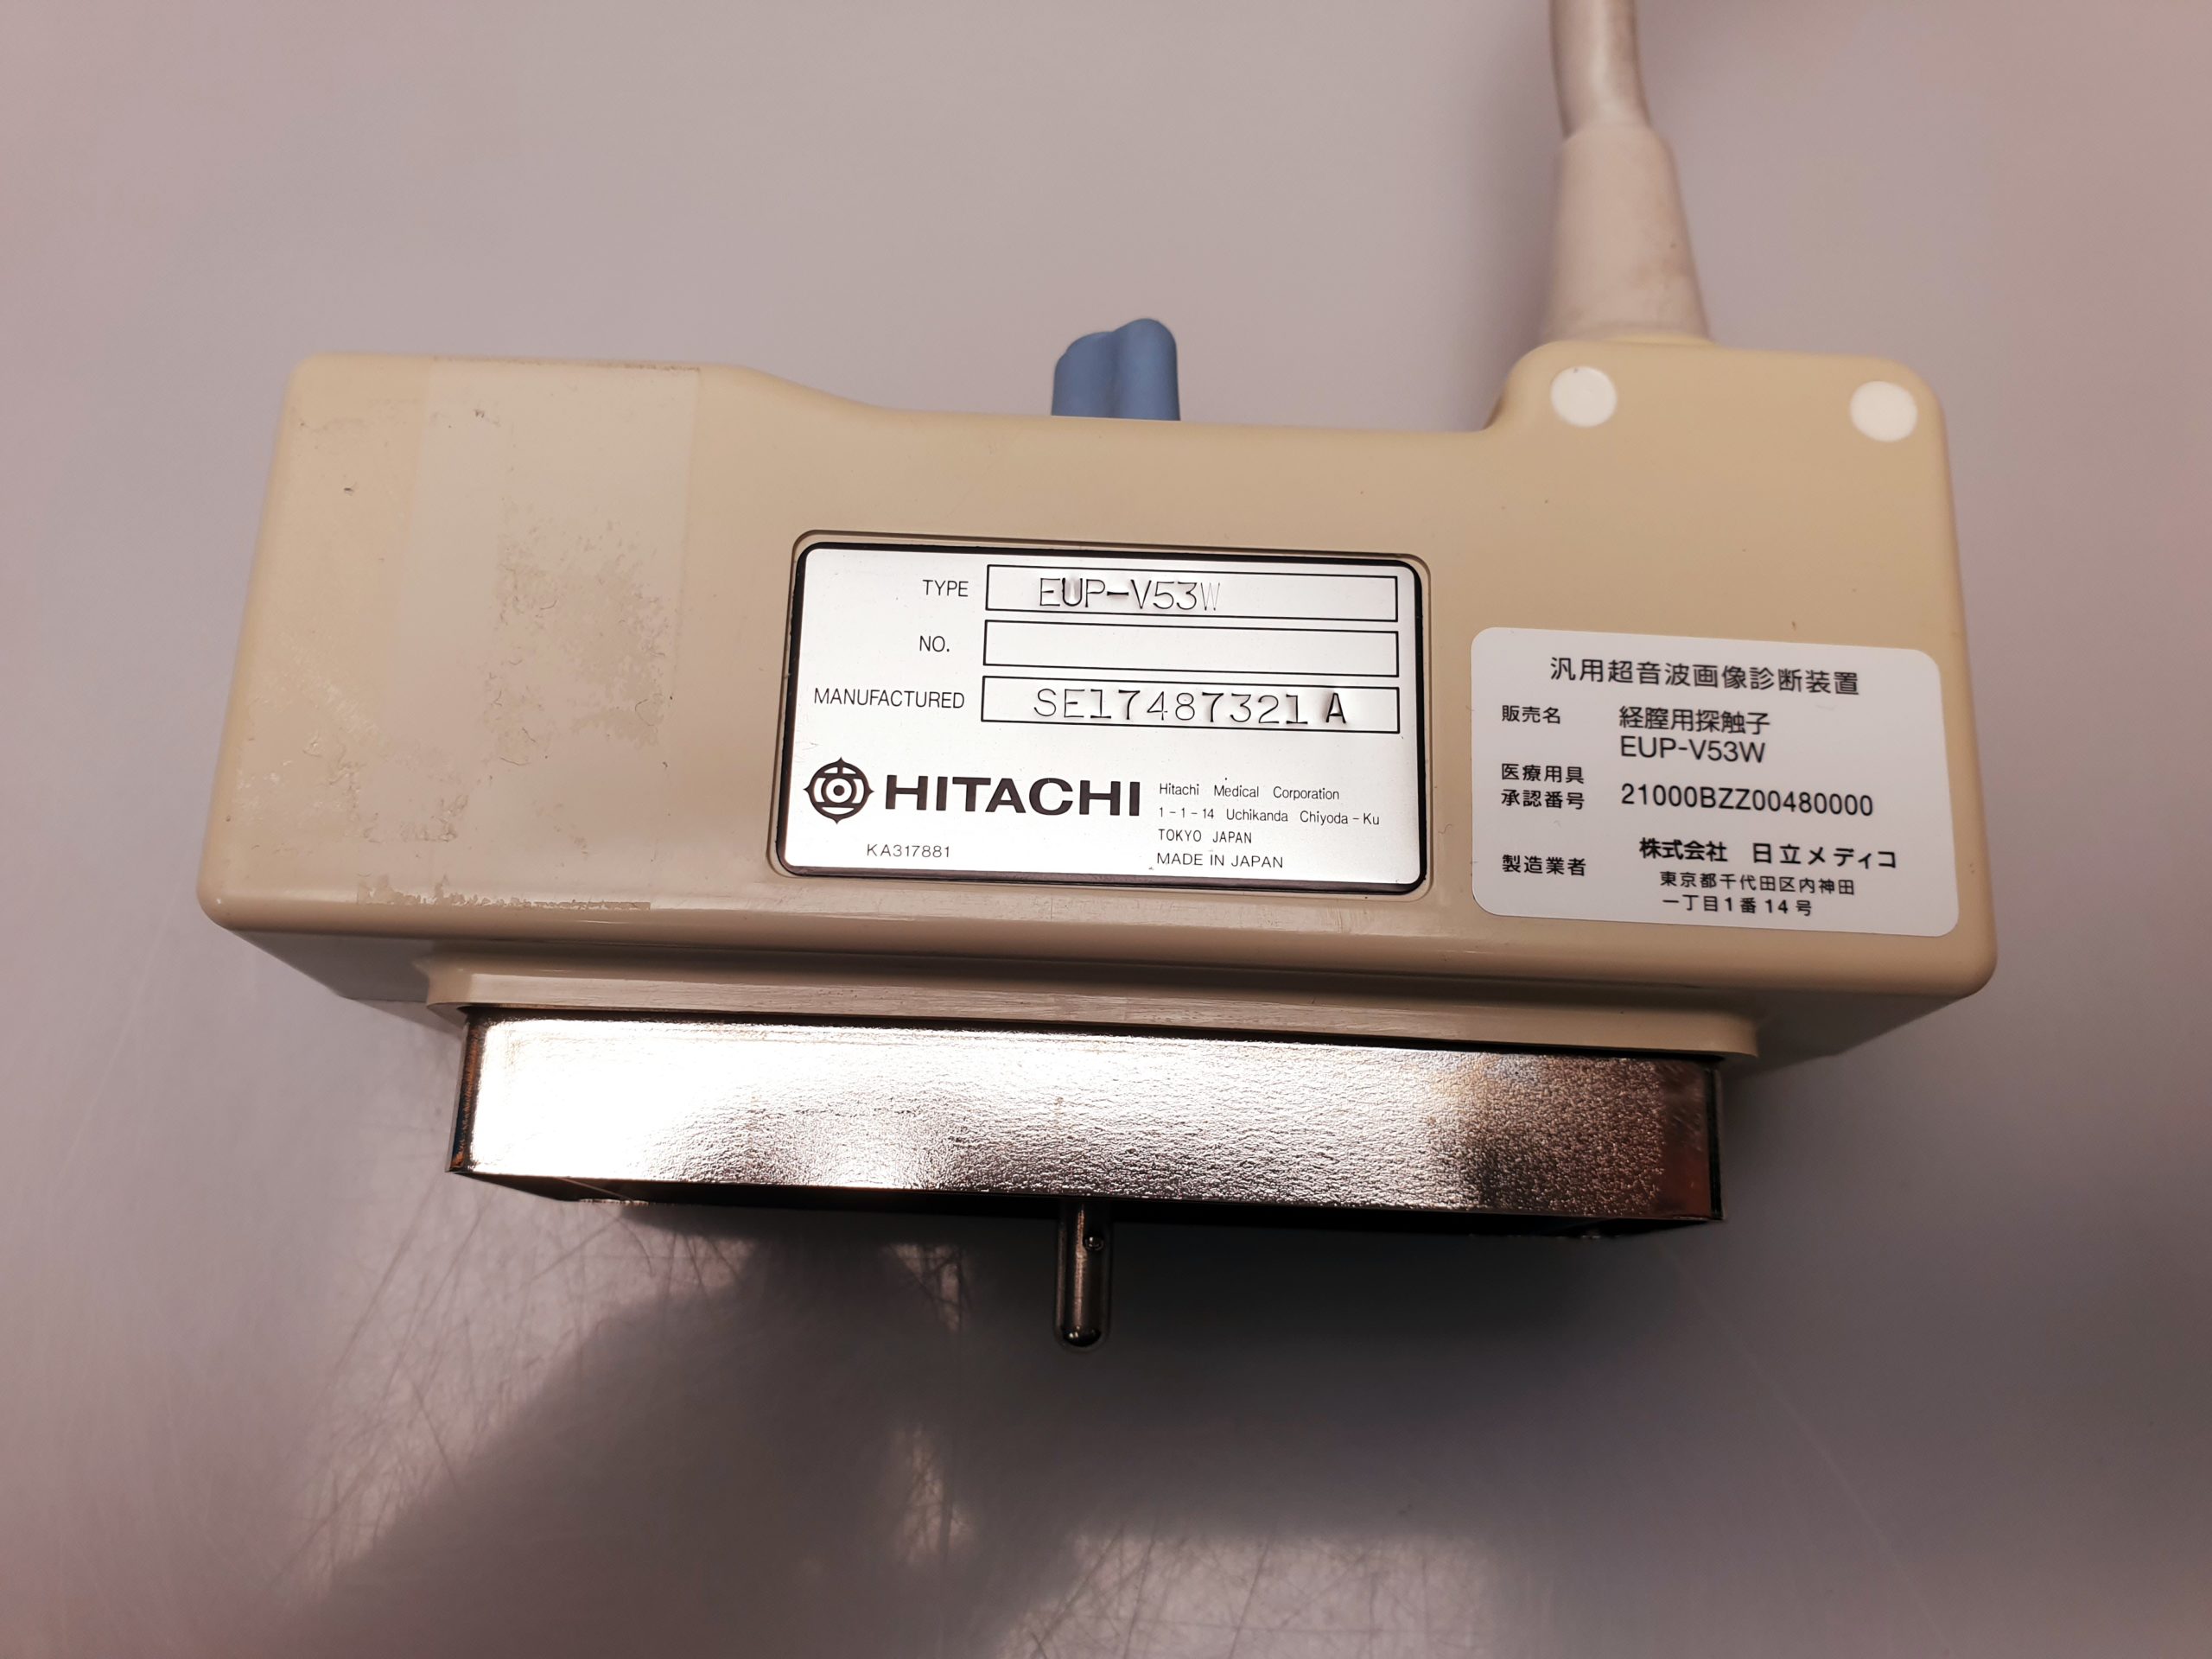 TYPE EUP-V53W
NO.
MANUFACTURED SE17487321A
HITACHI
Hitachi Medical Corporation
1-1-14 Uchikanda Chiyoda-Ku
TOKYO JAPAN
MADE IN JAPAN
KA317881
汎用超音波画像診断装置
販売名 経膣用探触子
EUP-V53W
医療用具
承認番号 21000BZZ00480000
製造業者 株式会社 日立メディコ
東京都千代田区内神田
一丁目1番14号